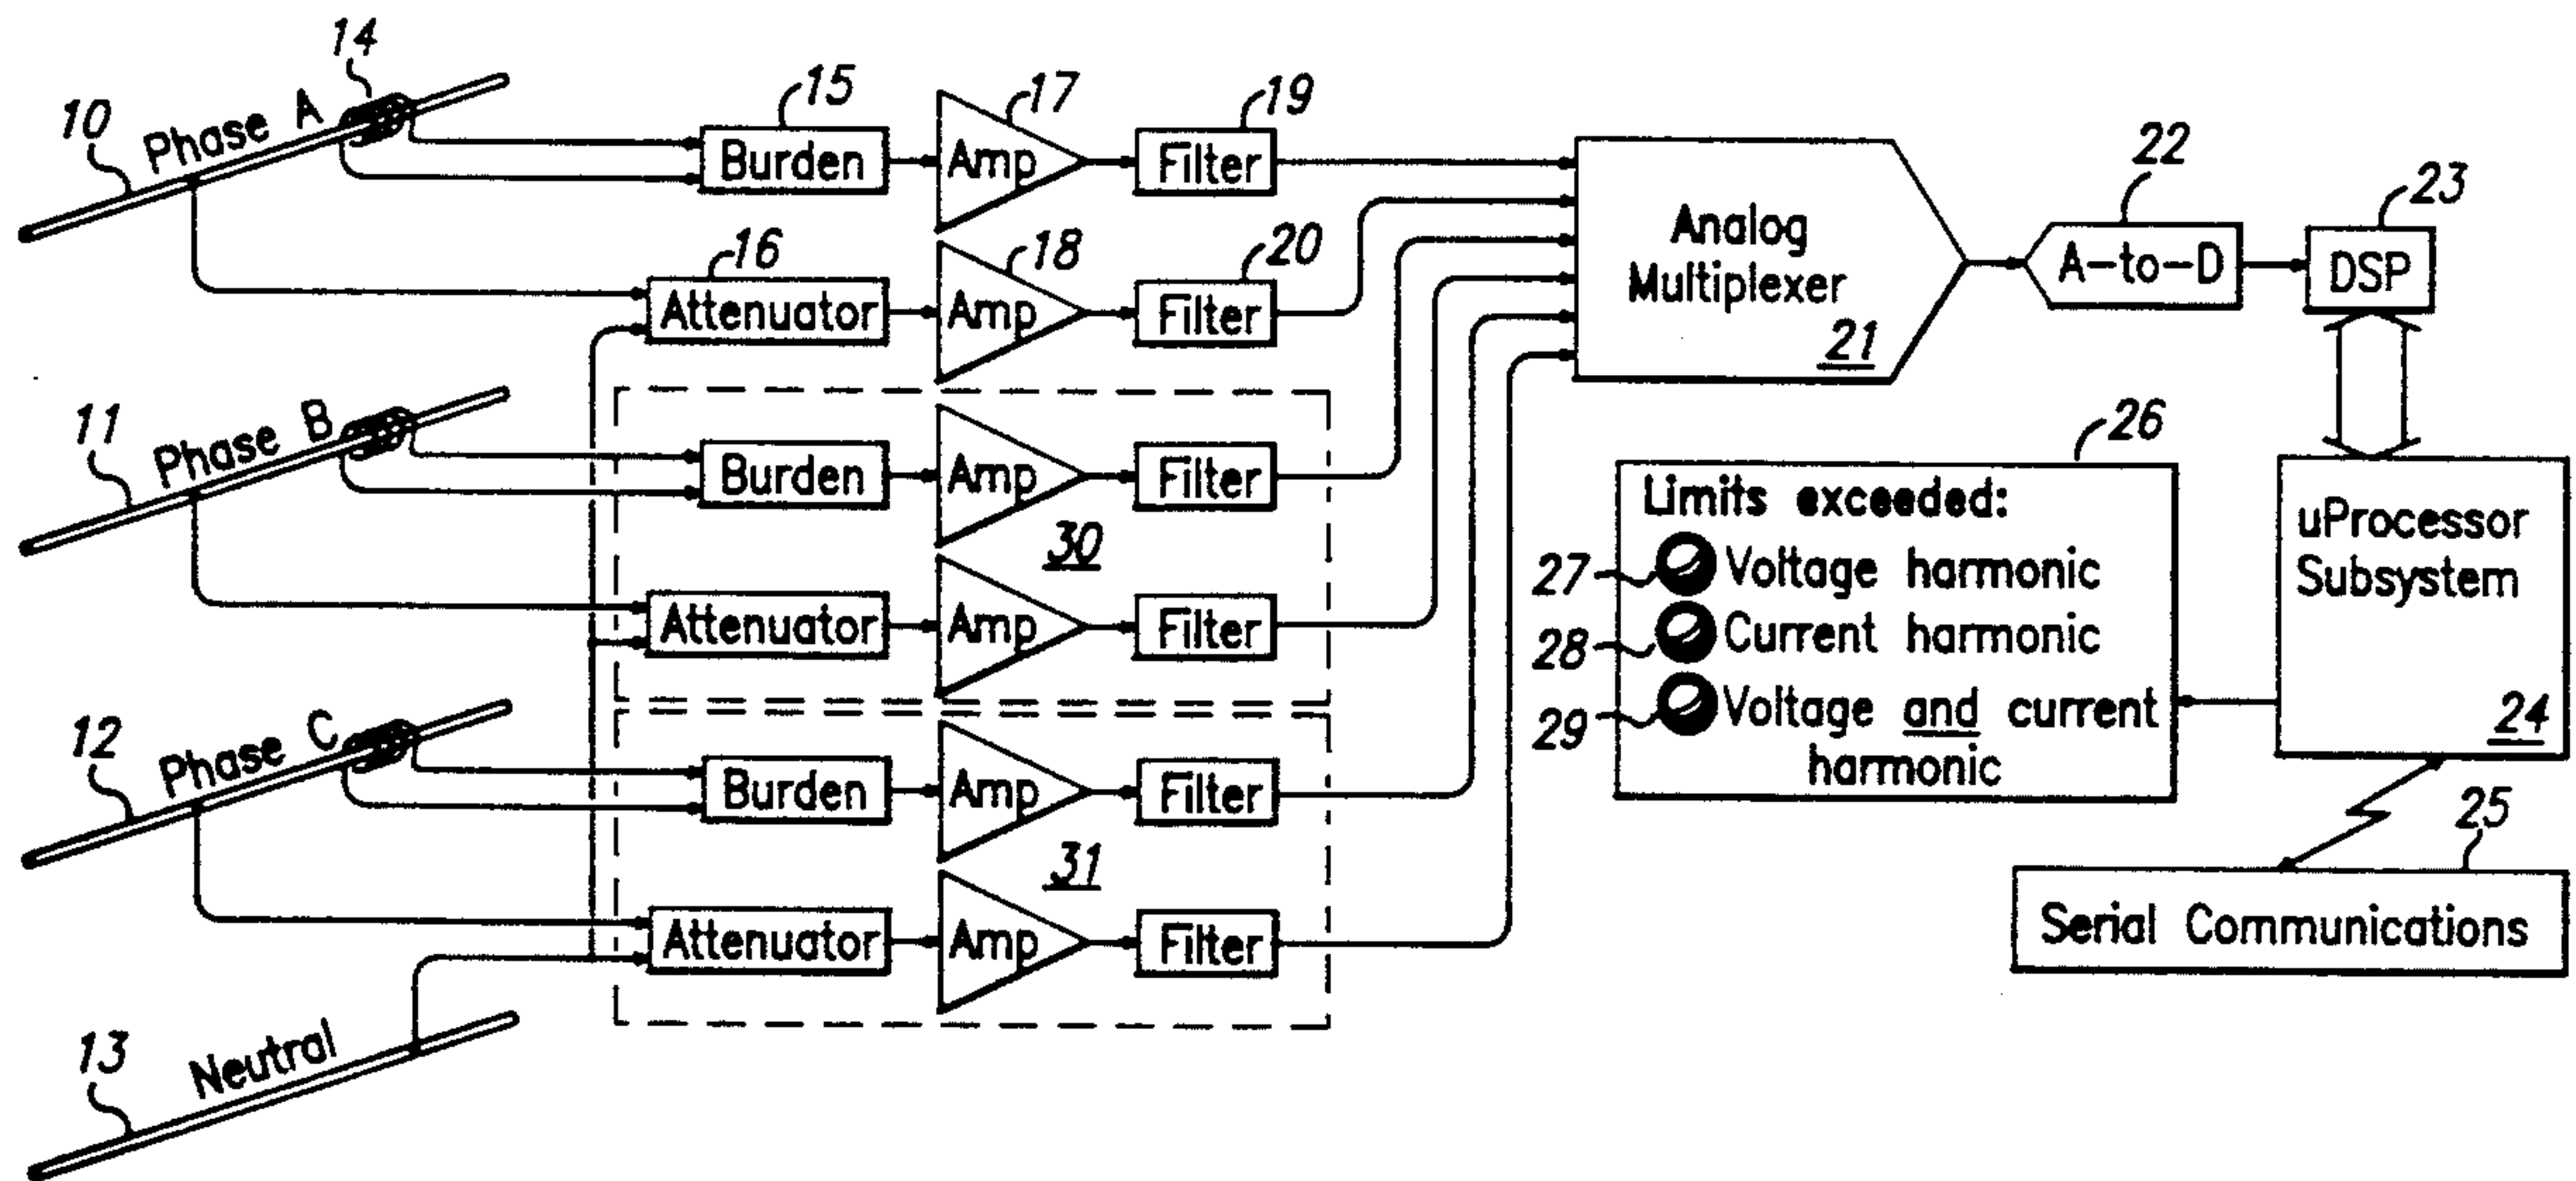 14
10
Phase A
15
Burden
17
Amp
19
Filter
16
Attenuator
18
Amp
20
Filter
11
Phase B
Burden
Amp
Filter
30
Attenuator
Amp
Filter
12
Phase C
Burden
Amp
Filter
31
Attenuator
Amp
Filter
13
Neutral
Analog
Multiplexer
21
22
A-to-D
23
DSP
26
Limits exceeded:
27
Voltage harmonic
28
Current harmonic
29
Voltage and current
harmonic
uProcessor
Subsystem
24
25
Serial Communications